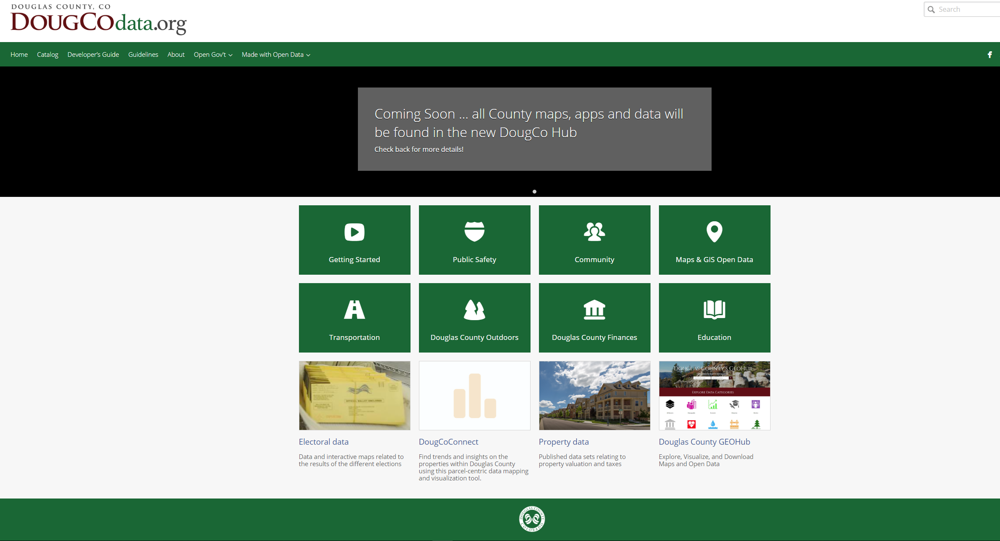 DOUGLAS COUNTY, CO
DOUGCOdata.org
Search
Home Catalog Developer's Guide Guidelines About Open Gov't Made with Open Data
Coming Soon ... all County maps, apps and data will
be found in the new DougCo Hub
Check back for more details!
Getting Started
Public Safety
Community
Maps & GIS Open Data
Transportation
Douglas County Outdoors
Douglas County Finances
Education
OFFICIAL BALLOT ENCLOSED
DOUGLAS COUNTY'S GEOHUB
EXPLORE DATA CATEGORIES
Electoral data
Data and interactive maps related to
the results of the different elections
DougCoConnect
Find trends and insights on the
properties within Douglas County
using this parcel-centric data mapping
and visualization tool.
Property data
Published data sets relating to
property valuation and taxes
Douglas County GEOHub
Explore, Visualize, and Download
Maps and Open Data
DOUGLAS COUNTY
COLORADO